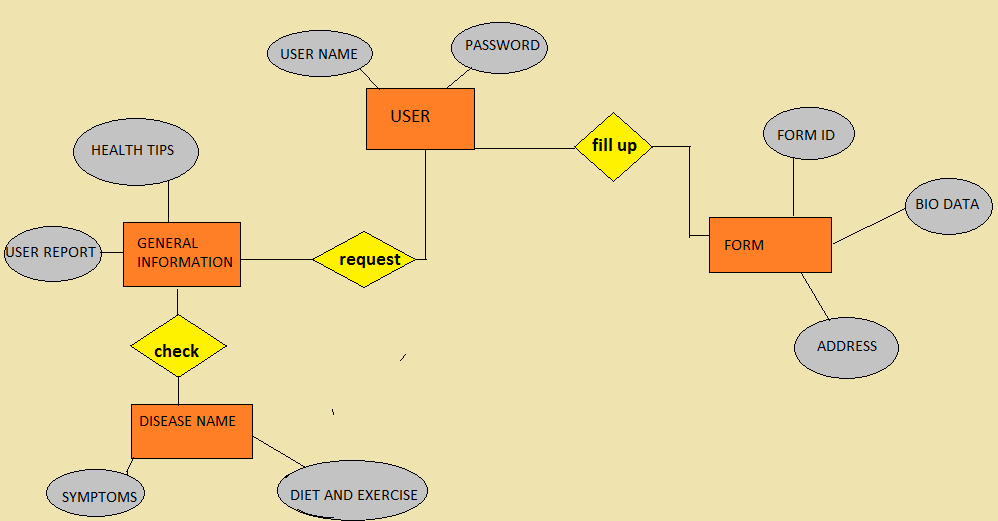 USER NAME
PASSWORD
USER
fill up
FORM ID
HEALTH TIPS
BIO DATA
GENERAL
INFORMATION
USER REPORT
request
FORM
check
ADDRESS
DISEASE NAME
SYMPTOMS
DIET AND EXERCISE